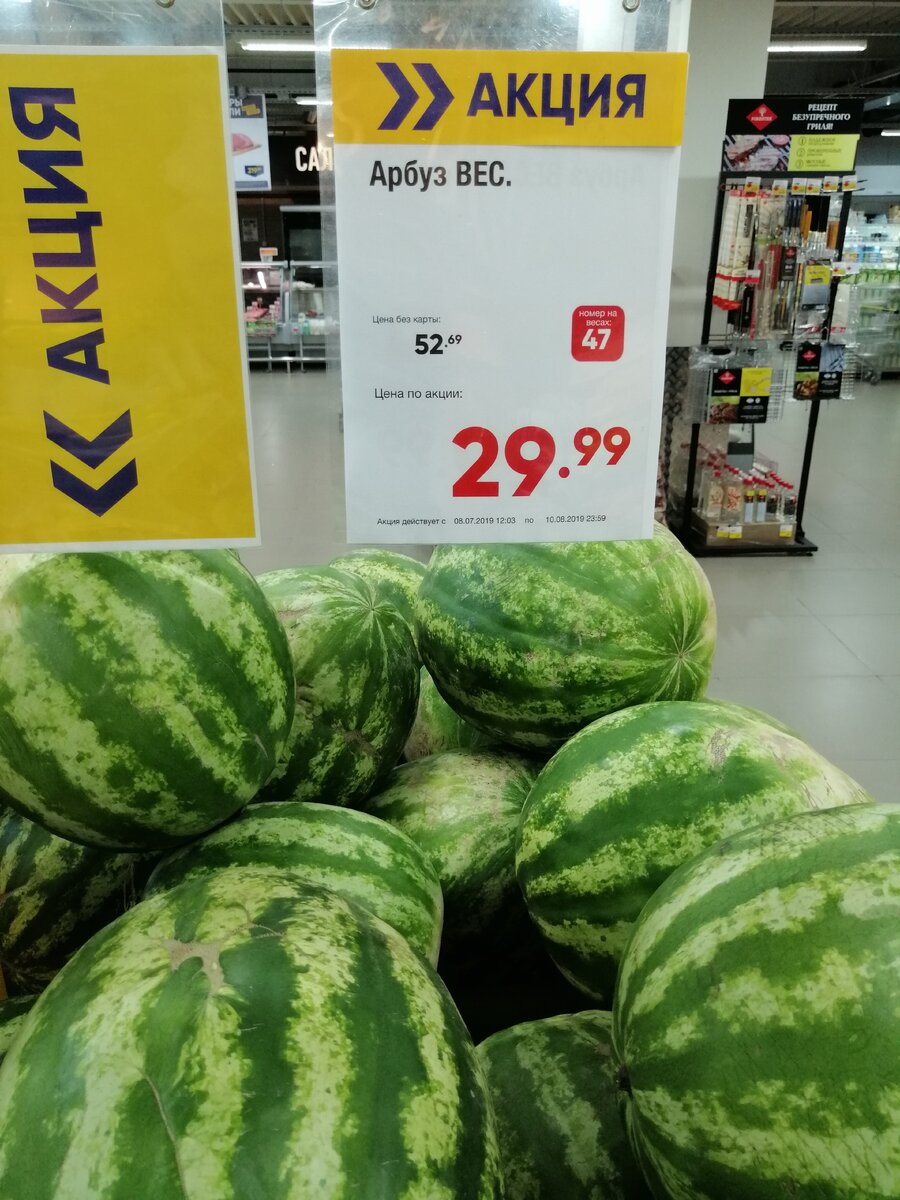 АКЦИЯ
АКЦИЯ
Арбуз ВЕС.
Цена без карты:
52.69
номер на
весах:
47
Цена по акции:
29.99
Акция действует с 08.07.2019 12:03 по 10.08.2019 23:59
РЕЦЕПТ
БЕЗУПРЕЧНОГО
ГРИЛЯ!